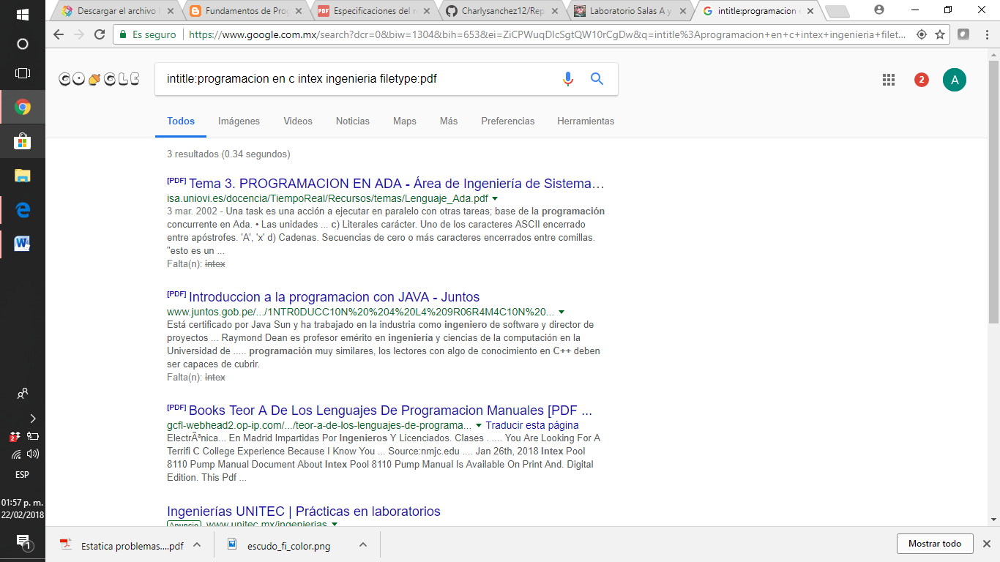 Descargar el archivo
Fundamentos de Prog
Especificaciones del r
Charlysanchez12/Rep
Laboratorio Salas A y
intitle:programacion e
Es seguro
https://www.google.com.mx/search?dcr=0&biw=1304&bih=653&ei=ZiCPWuqDIcSgtQW10rCgDw&q=intitle%3Aprogramacion+en+c+intex+ingenieria+filet...
GOOGLE
intitle:programacion en c intex ingenieria filetype:pdf
2
A
Todos Imágenes Videos Noticias Maps Más Preferencias Herramientas
3 resultados (0.34 segundos)
[PDF] Tema 3. PROGRAMACION EN ADA - Área de Ingeniería de Sistema…
isa.uniovi.es/docencia/TiempoReal/Recursos/temas/Lenguaje_Ada.pdf
3 mar. 2002 - Una task es una acción a ejecutar en paralelo con otras tareas; base de la programación
concurrente en Ada. • Las unidades ... c) Literales carácter. Uno de los caracteres ASCII encerrado
entre apóstrofes. 'A', 'x' d) Cadenas. Secuencias de cero o más caracteres encerrados entre comillas.
"esto es un ...
Falta(n): intex
[PDF] Introduccion a la programacion con JAVA - Juntos
www.juntos.gob.pe/.../1NTR0DUCC10N%20%204%20L4%209R06R4M4C10N%20...
Está certificado por Java Sun y ha trabajado en la industria como ingeniero de software y director de
proyectos ... Raymond Dean es profesor emérito en ingeniería y ciencias de la computación en la
Universidad de ..... programación muy similares, los lectores con algo de conocimiento en C++ deben
ser capaces de cubrir.
Falta(n): intex
[PDF] Books Teor A De Los Lenguajes De Programacion Manuales [PDF ...
gcfl-webhead2.op-ip.com/.../teor-a-de-los-lenguajes-de-programa... Traducir esta página
ElectrÃ³nica... En Madrid Impartidas Por Ingenieros Y Licenciados. Clases . .... You Are Looking For A
Terrifi C College Experience Because I Know You ... Source:nmjc.edu .... Jan 26th, 2018 Intex Pool
8110 Pump Manual Document About Intex Pool 8110 Pump Manual Is Available On Print And. Digital
Edition. This Pdf ...
Ingenierías UNITEC | Prácticas en laboratorios
Anuncio www.unitec.mx/ingenierias
2
ESP
01:57 p. m.
22/02/2018
1
Estatica problemas....pdf
escudo_fi_color.png
Mostrar todo